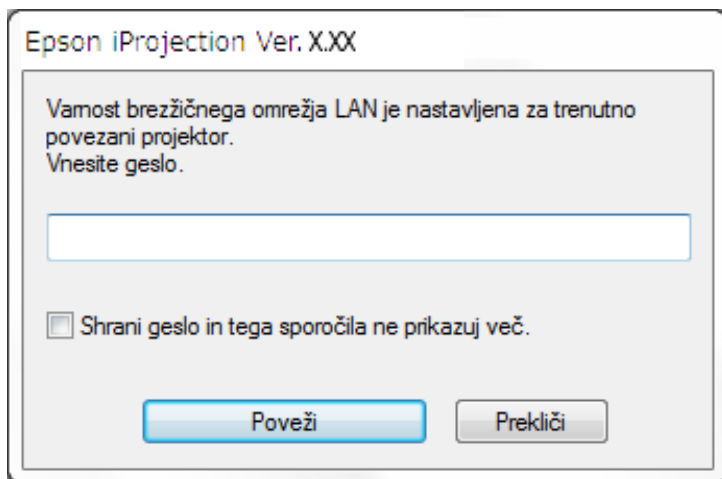 Epson iProjection Ver. X.XX
Varnost brezžičnega omrežja LAN je nastavljena za trenutno
povezani projektor.
Vnesite geslo.
Shrani geslo in tega sporočila ne prikazuj več.
Poveži
Prekliči